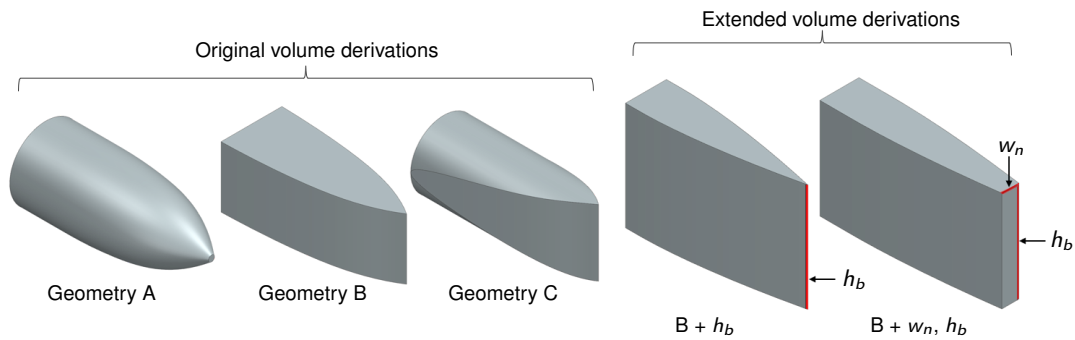 Original volume derivations
Extended volume derivations
Geometry A
Geometry B
Geometry C
h_b
B + h_b
w_n
h_b
B + w_n, h_b